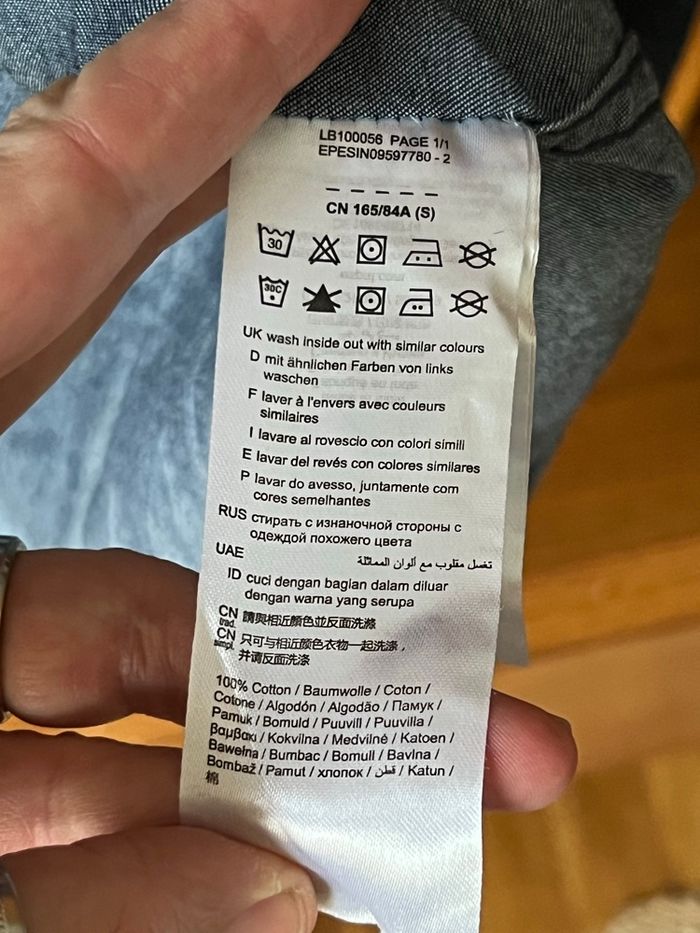 LB100056 PAGE 1/1
EPESIN09597780 - 2
CN 165/84A (S)
30
30C
UK wash inside out with similar colours
D mit ähnlichen Farben von links
waschen
F laver à l'envers avec couleurs
similaires
I lavare al rovescio con colori simili
E lavar del revés con colores similares
P lavar do avesso, juntamente com
cores semelhantes
RUS стирать с изнаночной стороны с
одеждой похожего цвета
UAE تغسل مقلوب مع ألوان المماثلة
ID cuci dengan bagian dalam diluar
dengan warna yang serupa
CN trad. 請與相近顏色並反面洗滌
CN simpl. 只可与相近颜色衣物一起洗涤，
并请反面洗涤
100% Cotton / Baumwolle / Coton /
Cotone / Algodón / Algodão / Памук /
Pamuk / Bomuld / Puuvill / Puuvilla /
βαμβακι / Kokvilna / Medvilnė / Katoen /
Bawełna / Bumbac / Bomull / Bavlna /
Bombaž / Pamut / хлопок / قطن / Katun /
棉